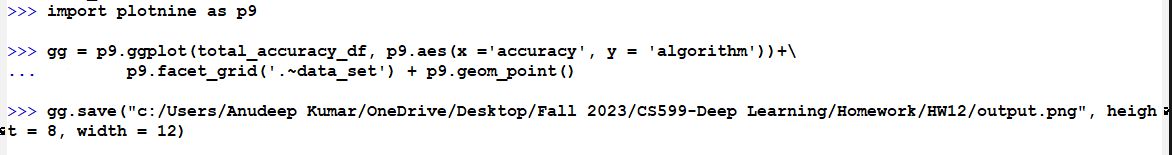 >>> import plotnine as p9
>>> gg = p9.ggplot(total_accuracy_df, p9.aes(x ='accuracy', y = 'algorithm'))+\
...         p9.facet_grid('.~data_set') + p9.geom_point()
>>> gg.save("c:/Users/Anudeep Kumar/OneDrive/Desktop/Fall 2023/CS599-Deep Learning/Homework/HW12/output.png", heigh
t = 8, width = 12)